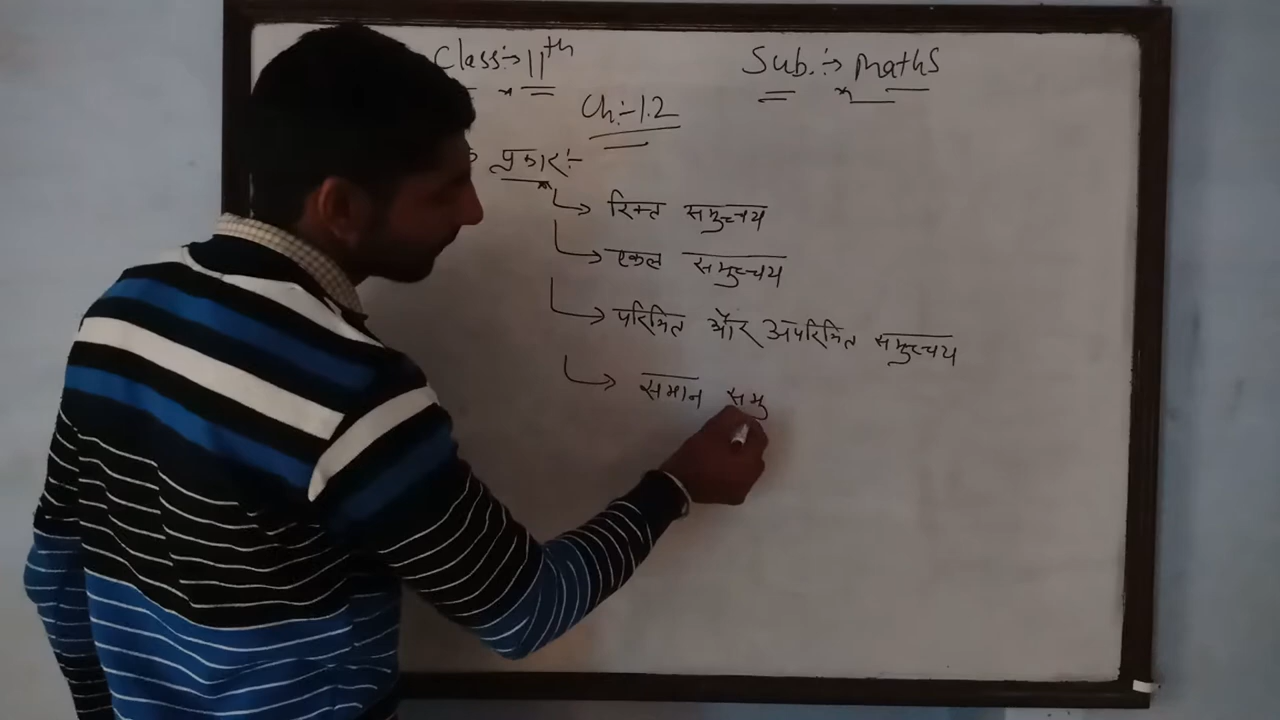 Class:→ 11th Sub.:→ Maths
Ch:-1.2
प्रकार:-
↳ रिक्त समुच्चय
↳ एकल समुच्चय
↳ परिमित और अपरिमित समुच्चय
↳ समान समु